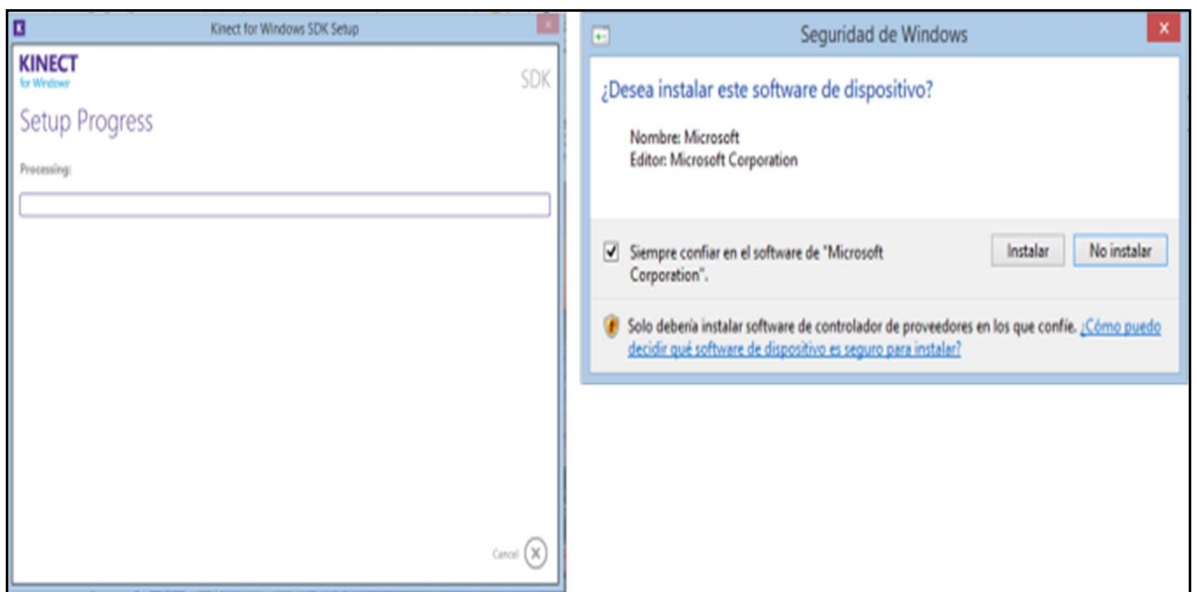 Kinect for Windows SDK Setup
KINECT
for Windows
SDK
Setup Progress
Processing:
Cancel
Seguridad de Windows
¿Desea instalar este software de dispositivo?
Nombre: Microsoft
Editor: Microsoft Corporation
Siempre confiar en el software de "Microsoft
Corporation".
Instalar
No instalar
Solo debería instalar software de controlador de proveedores en los que confíe. ¿Cómo puedo
decidir qué software de dispositivo es seguro para instalar?